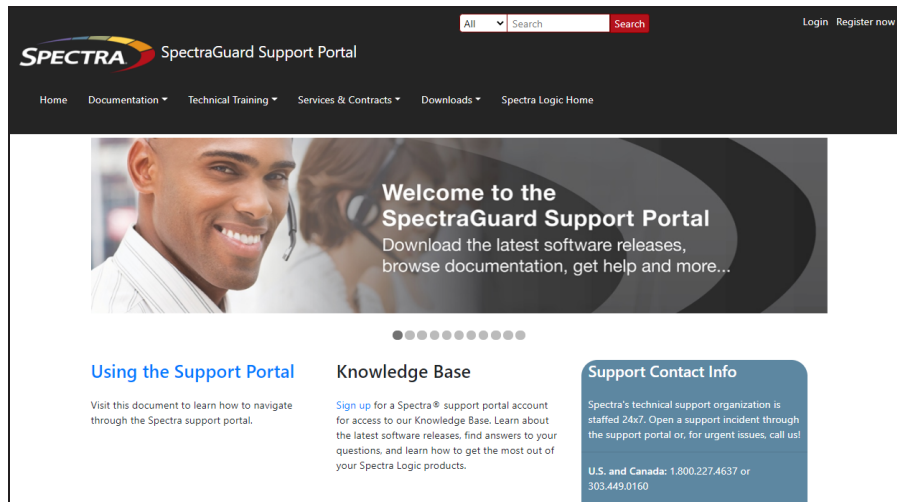 All Search Search Login Register now
SPECTRA SpectraGuard Support Portal
Home Documentation Technical Training Services & Contracts Downloads Spectra Logic Home
Welcome to the
SpectraGuard Support Portal
Download the latest software releases,
browse documentation, get help and more...
Using the Support Portal
Visit this document to learn how to navigate
through the Spectra support portal.
Knowledge Base
Sign up for a Spectra® support portal account
for access to our Knowledge Base. Learn about
the latest software releases, find answers to your
questions, and learn how to get the most out of
your Spectra Logic products.
Support Contact Info
Spectra's technical support organization is
staffed 24x7. Open a support incident through
the support portal or, for urgent issues, call us!
U.S. and Canada: 1.800.227.4637 or
303.449.0160